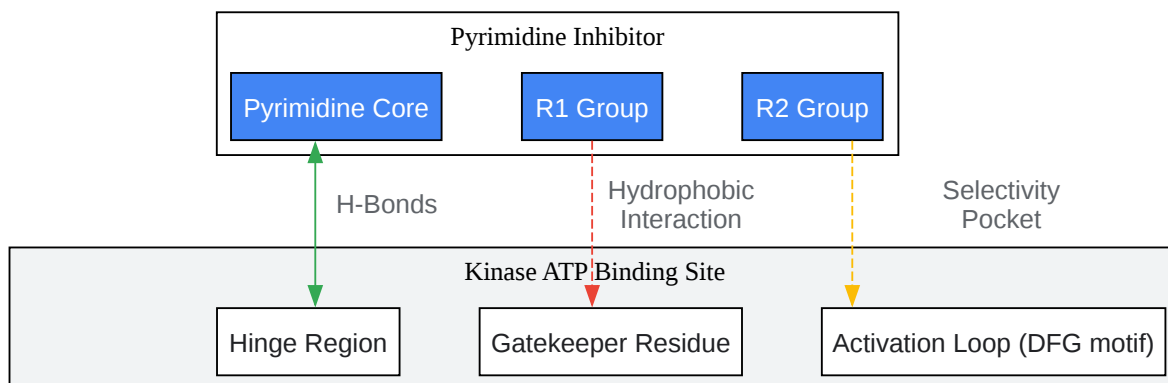 Pyrimidine Inhibitor
Pyrimidine Core
R1 Group
R2 Group
H-Bonds
Hydrophobic
Interaction
Selectivity
Pocket
Kinase ATP Binding Site
Hinge Region
Gatekeeper Residue
Activation Loop (DFG motif)